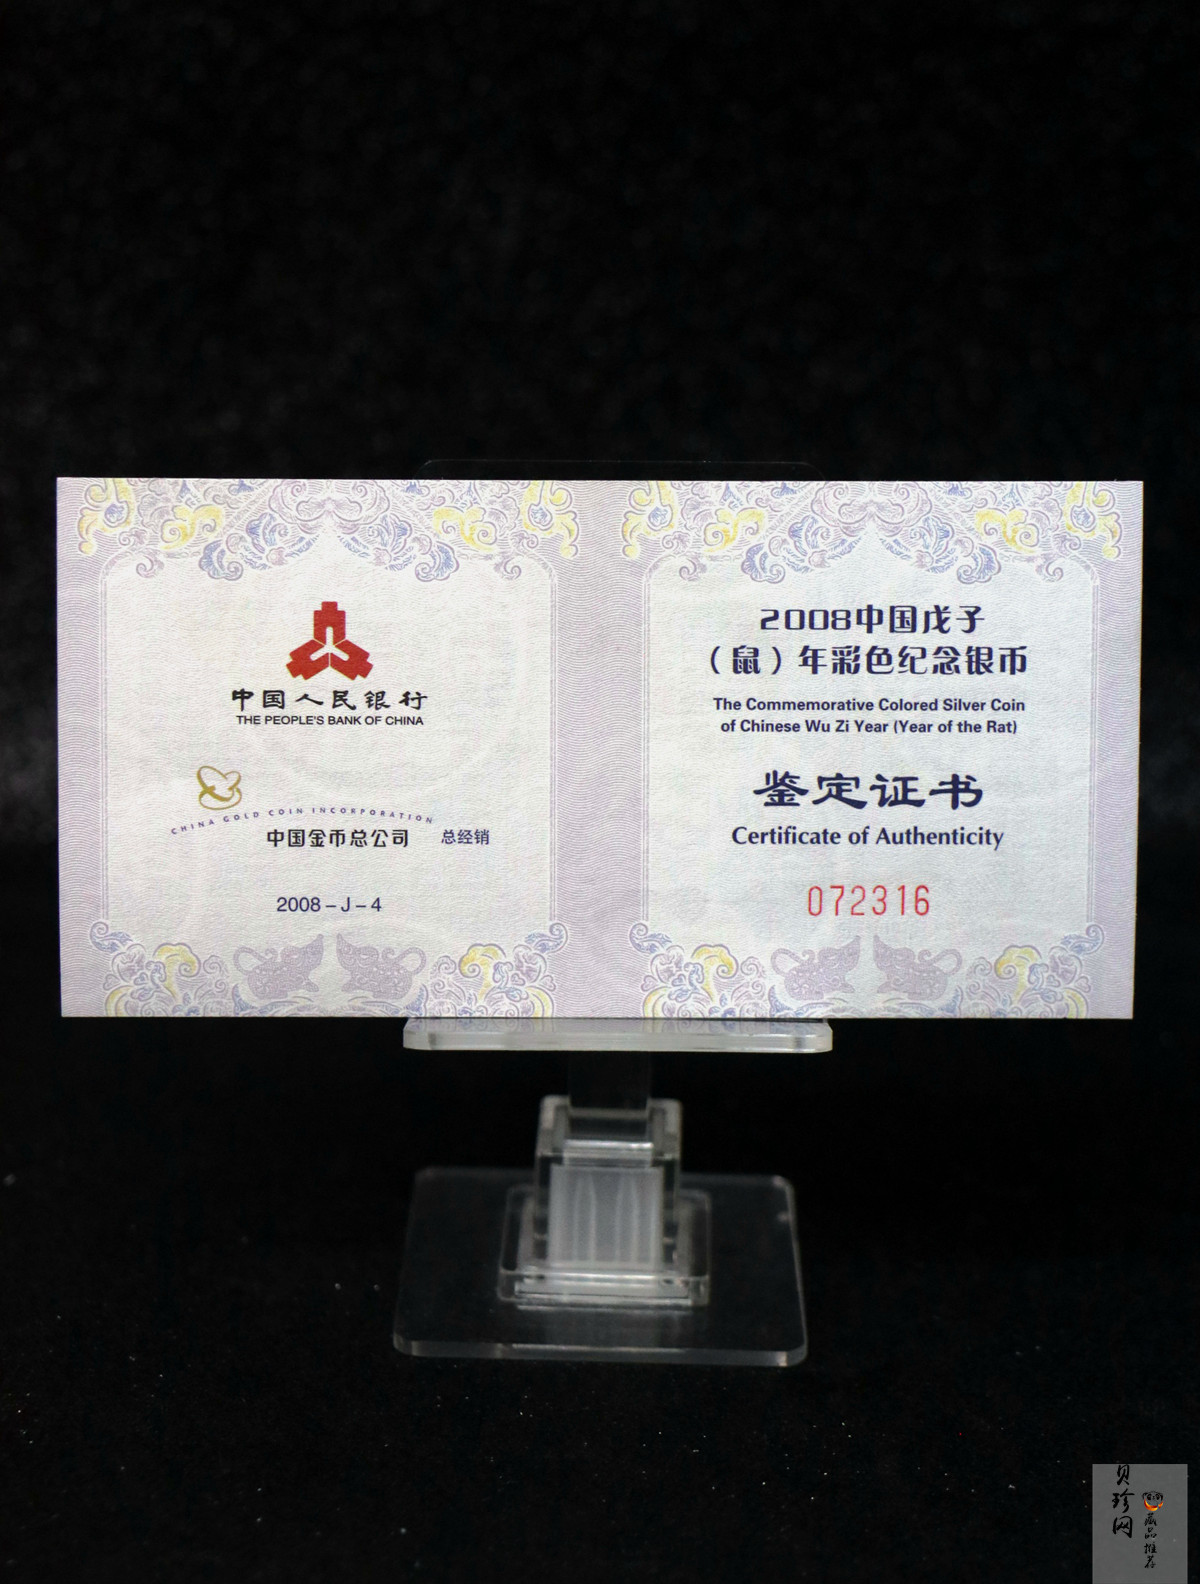 中国人民银行
THE PEOPLE'S BANK OF CHINA
CHINA GOLD COIN INCORPORATION
中国金币总公司 总经销
2008-J-4
2008中国戊子
（鼠）年彩色纪念银币
The Commemorative Colored Silver Coin
of Chinese Wu Zi Year (Year of the Rat)
鉴定证书
Certificate of Authenticity
072316
贝珍网
藏品推荐